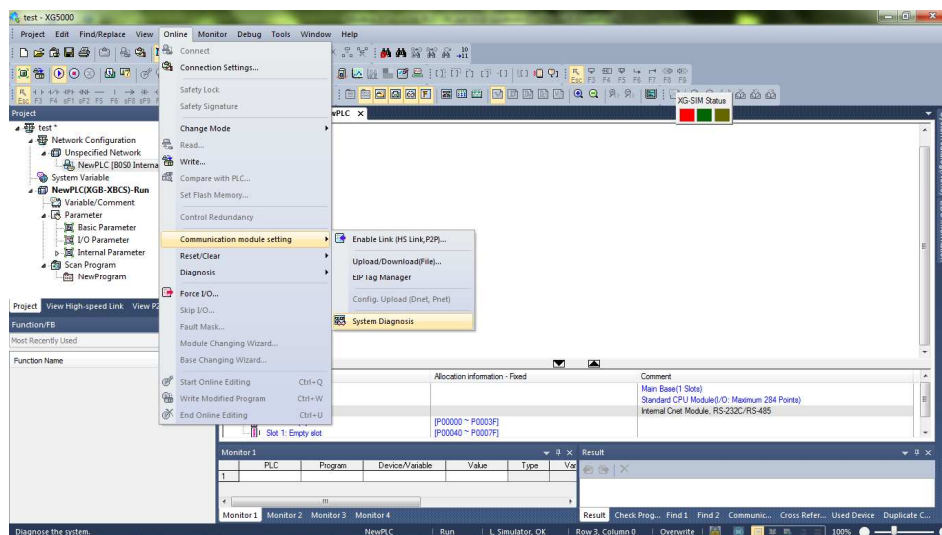 test - XG5000
Project Edit Find/Replace View Online Monitor Debug Tools Window Help
Connect
Connection Settings...
Safety Lock
Safety Signature
Change Mode
Read...
Write...
Compare with PLC...
Set Flash Memory...
Control Redundancy
Communication module setting
Reset/Clear
Diagnosis
Force I/O...
Skip I/O...
Fault Mask...
Module Changing Wizard...
Base Changing Wizard...
Start Online Editing Ctrl+Q
Write Modified Program Ctrl+W
End Online Editing Ctrl+U
Enable Link (HS Link,P2P)...
Upload/Download(File)...
EIP Tag Manager
Config. Upload (Dnet, Pnet)
System Diagnosis
XG-SIM Status
Project
test *
Network Configuration
Unspecified Network
NewPLC [B0S0 Interna
System Variable
NewPLC(XGB-XBCS)-Run
Variable/Comment
Parameter
Basic Parameter
I/O Parameter
Internal Parameter
Scan Program
NewProgram
Project View High-speed Link View P2
Function/FB
Most Recently Used
Function Name
Allocation information - Fixed Comment
Main Base(1 Slots)
Standard CPU Module(I/O: Maximum 284 Points)
Internal Cnet Module, RS-232C/RS-485
[P00000 ~ P0003F]
Slot 1: Empty slot [P00040 ~ P0007F]
Monitor 1
PLC Program Device/Variable Value Type Var
1
Monitor 1 Monitor 2 Monitor 3 Monitor 4
Result
Result Check Prog... Find 1 Find 2 Communic... Cross Refer... Used Device Duplicate C...
Diagnose the system. NewPLC Run L, Simulator, OK Row 3, Column 0 Overwrite 100%